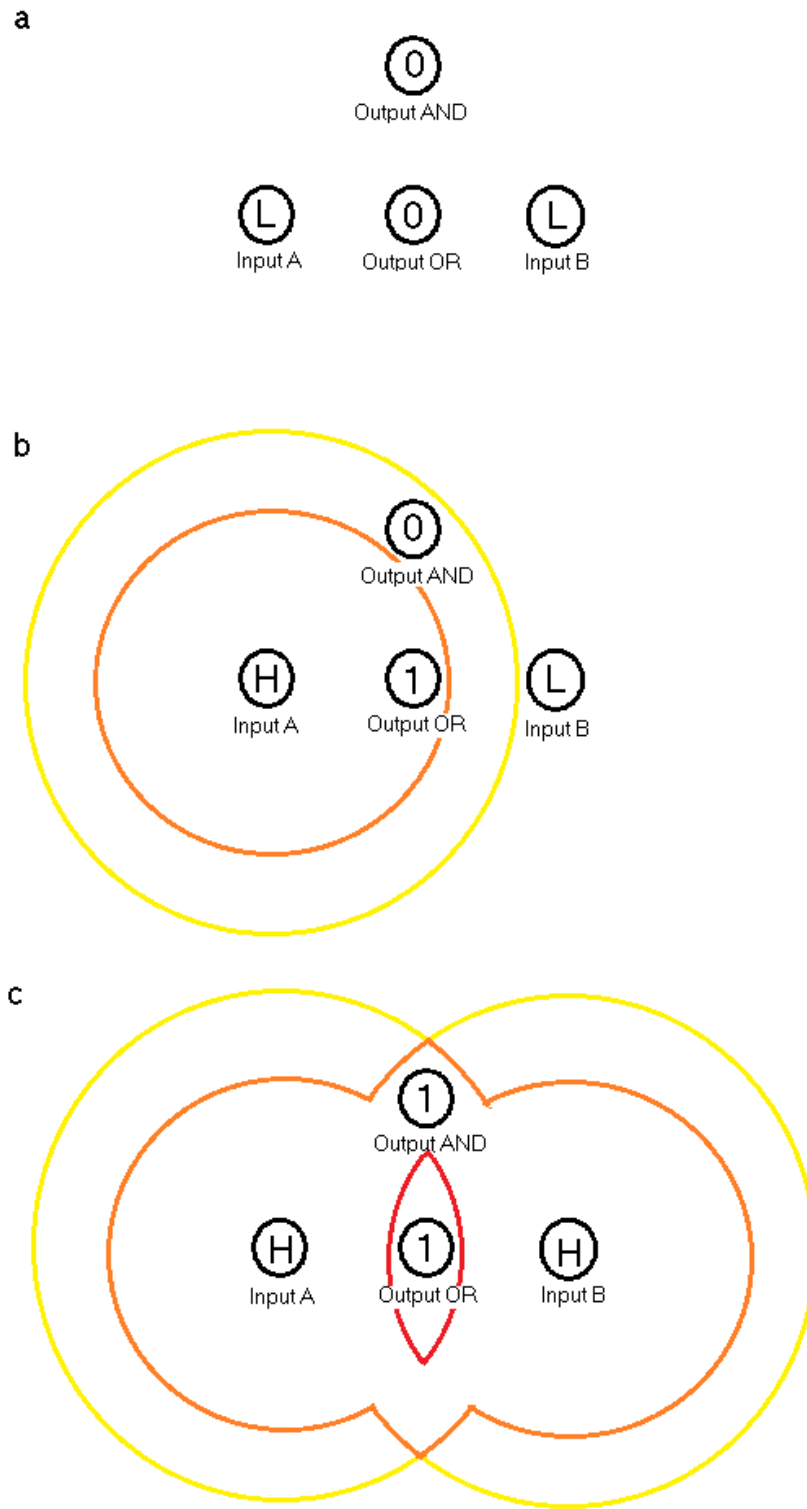 a
0
Output AND
L 0 L
Input A Output OR Input B
b
0
Output AND
H 1 L
Input A Output OR Input B
c
1
Output AND
H 1 H
Input A Output OR Input B